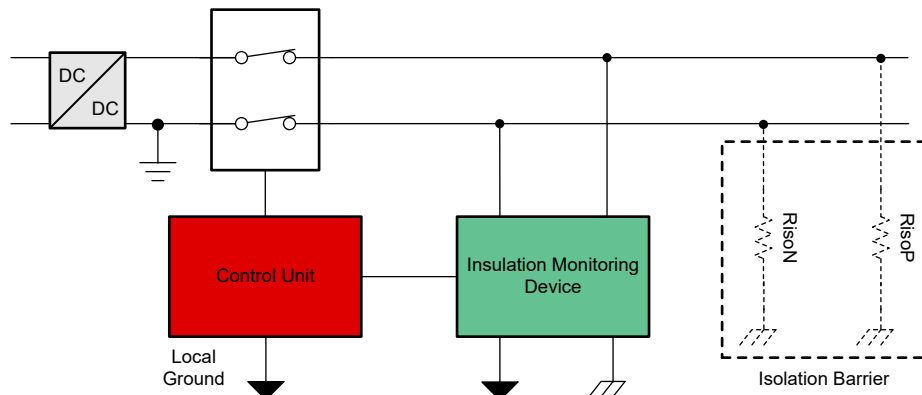 DC
DC
Control Unit
Insulation Monitoring
Device
RisoN
RisoP
Local
Ground
Isolation Barrier